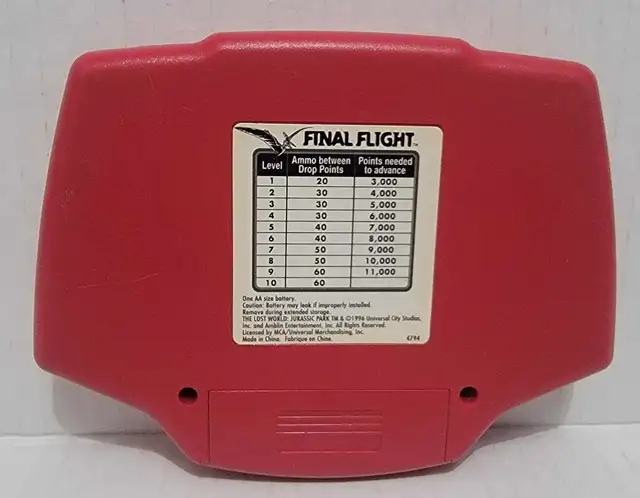 FINAL FLIGHT™
Level Ammo between Drop Points Points needed to advance
1 20 3,000
2 30 4,000
3 30 5,000
4 30 6,000
5 40 7,000
6 40 8,000
7 50 9,000
8 50 10,000
9 60 11,000
10 60
One AA size battery.
Caution: Battery may leak if improperly installed.
Remove during extended storage.
THE LOST WORLD: JURASSIC PARK TM & ©1996 Universal City Studios,
Inc. and Amblin Entertainment, Inc. All Rights Reserved.
Licensed by MCA/Universal Merchandising, Inc.
Made in China. Fabrique en Chine. 4794